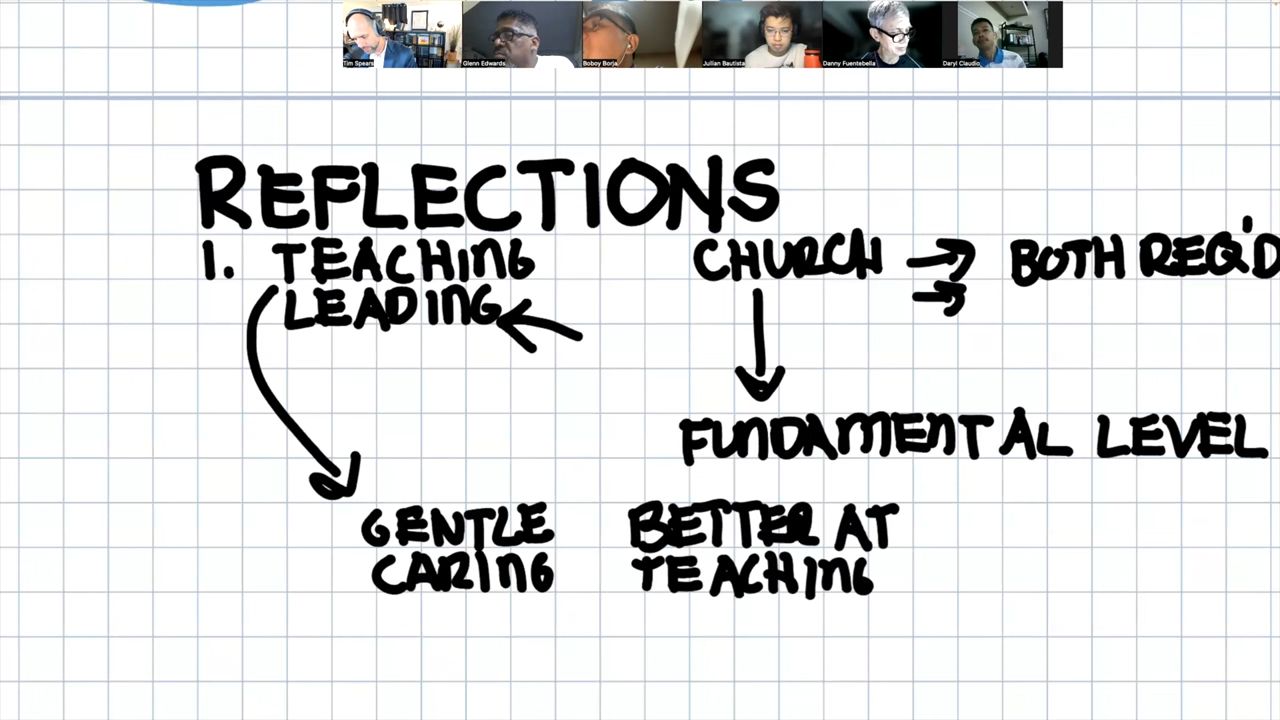 Tim Spears
Glenn Edwards
Boboy Borja
Jullian Bautista
Danny Fuentebella
Daryl Claudio
REFLECTIONS
1. TEACHING
LEADING
CHURCH → BOTH REQ'D
→
FUNDAMENTAL LEVEL
GENTLE
CARING
BETTER AT
TEACHING